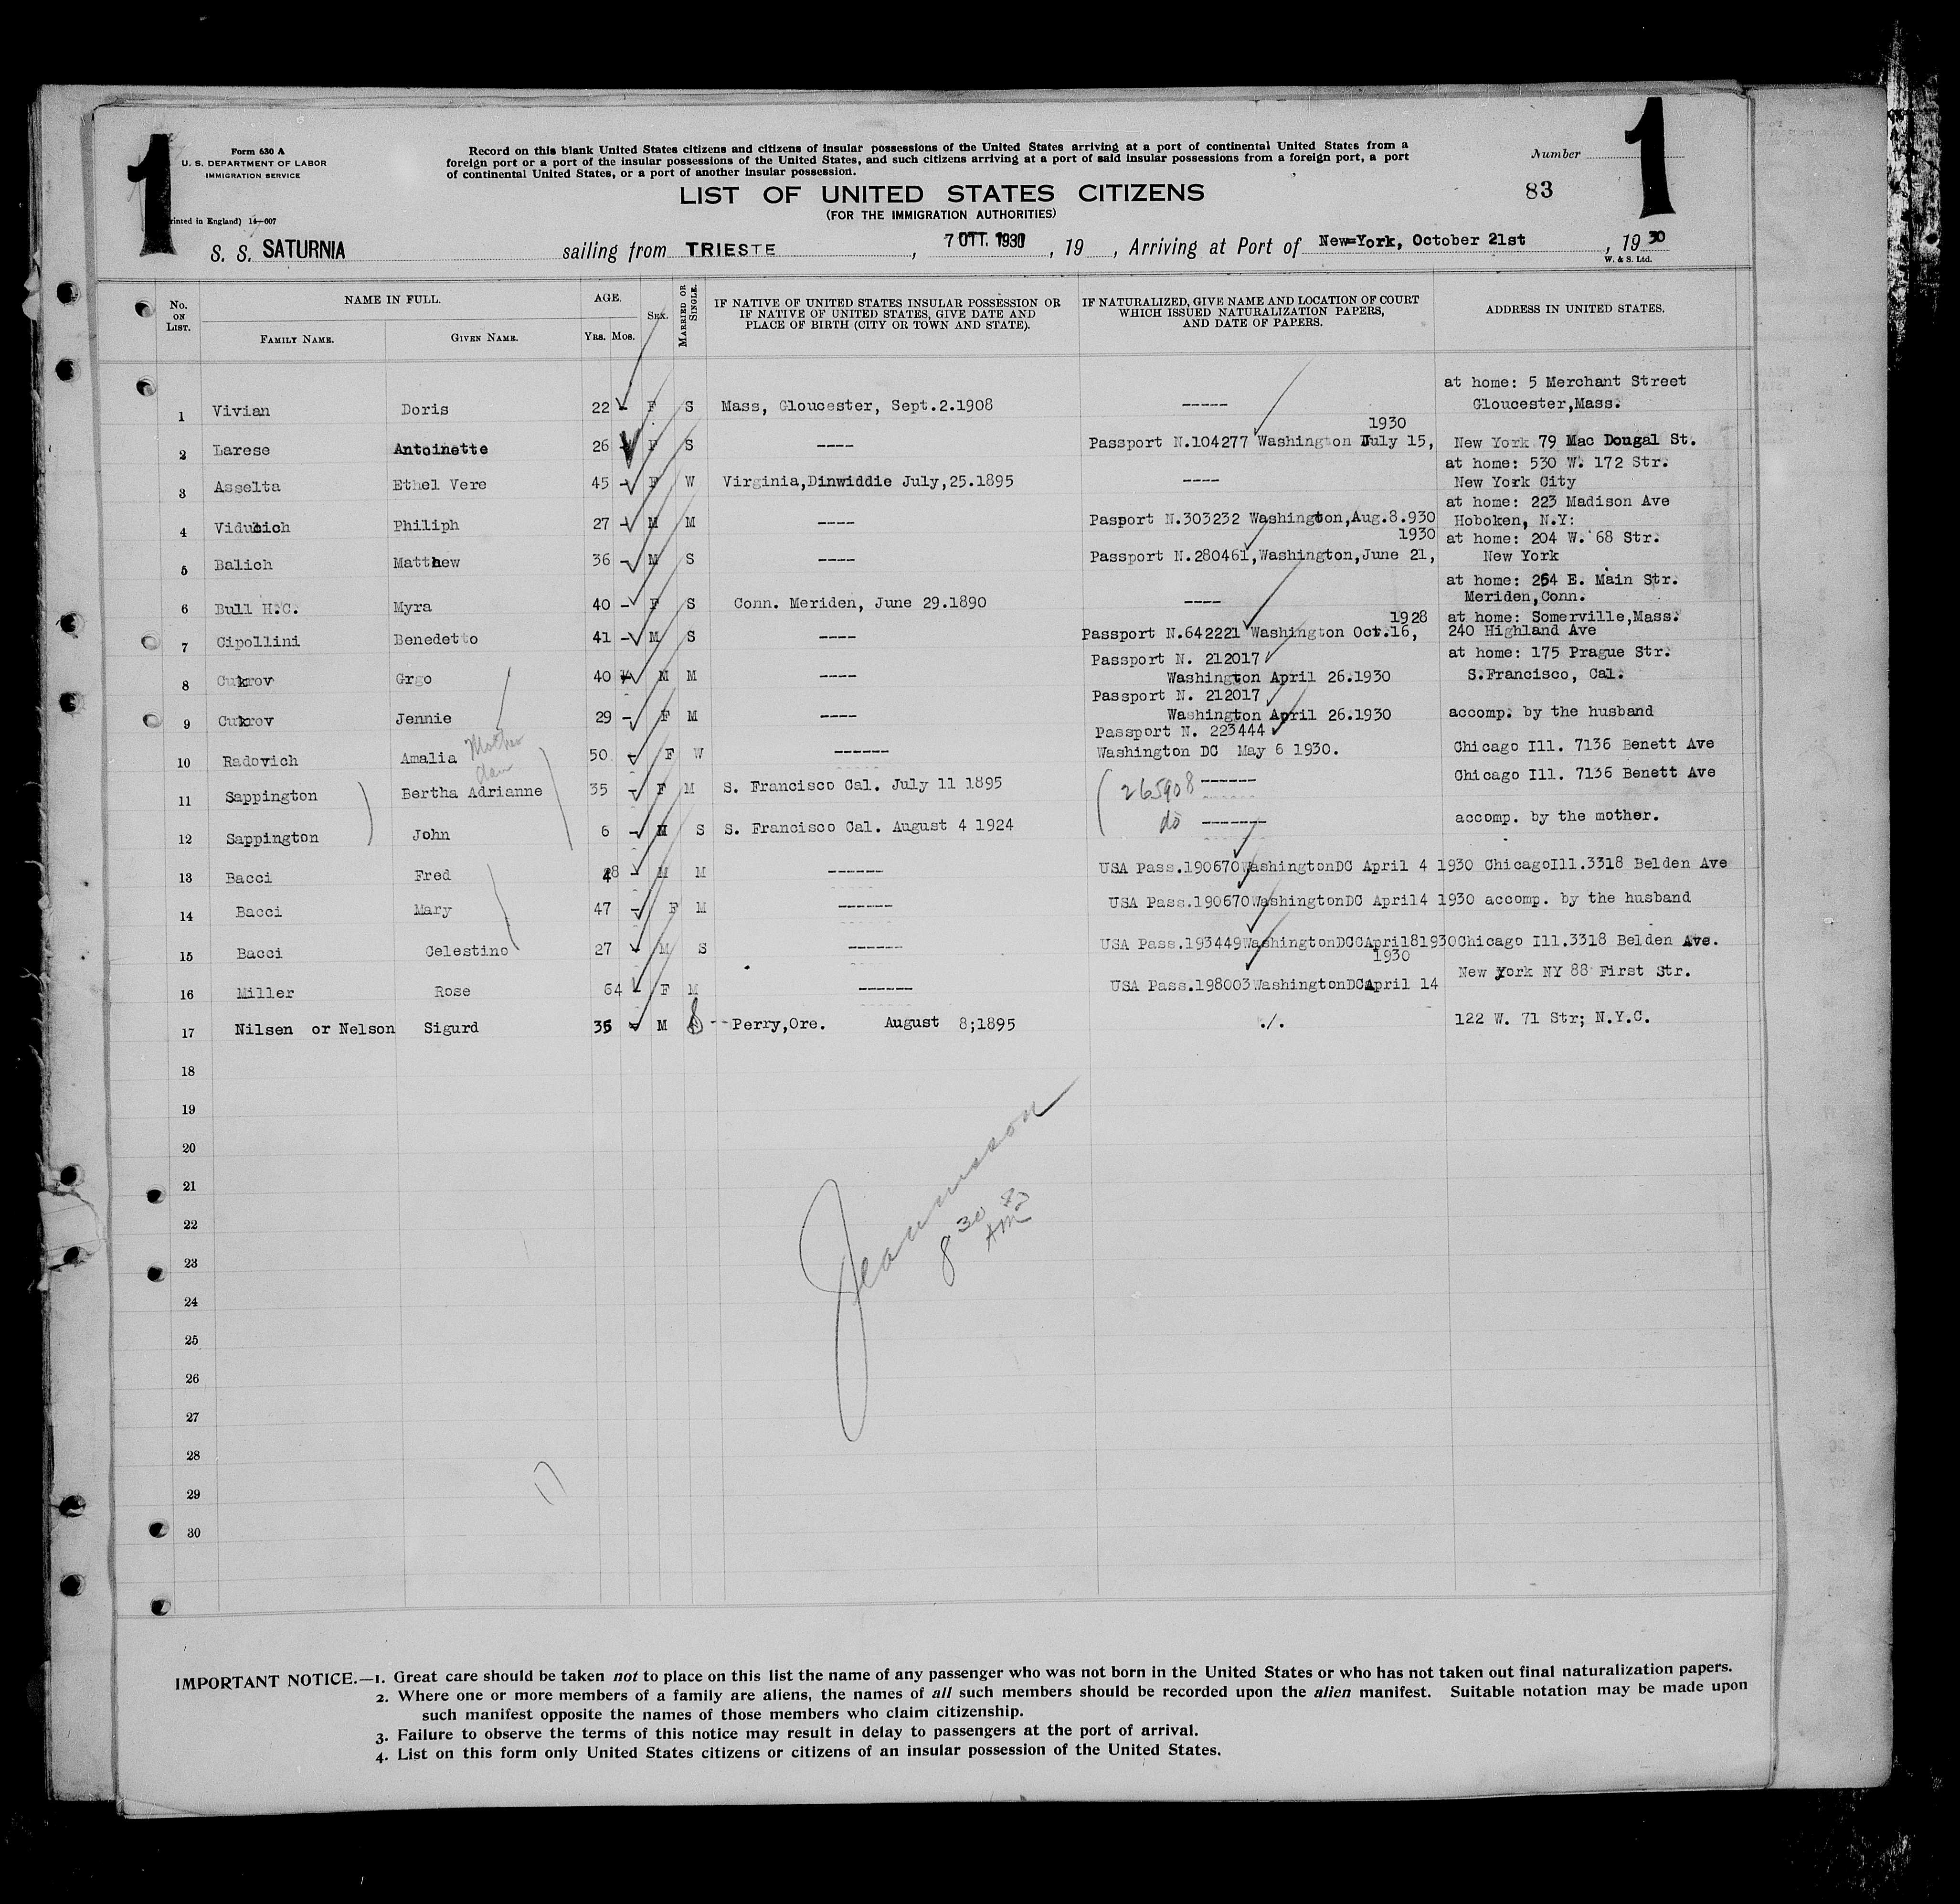 1
1
Form 630 A
U. S. DEPARTMENT OF LABOR
IMMIGRATION SERVICE
rinted in England) 14—607
Record on this blank United States citizens and citizens of insular possessions of the United States arriving at a port of continental United States from a
foreign port or a port of the insular possessions of the United States, and such citizens arriving at a port of said insular possessions from a foreign port, a port
of continental United States, or a port of another insular possession.
Number
83
LIST OF UNITED STATES CITIZENS
(FOR THE IMMIGRATION AUTHORITIES)
S. S. SATURNIA sailing from TRIESTE , 7 OTT. 1930 , 19 , Arriving at Port of New=York, October 21st , 19 30
W. & S. Ltd.
No. ON LIST.
NAME IN FULL.
FAMILY NAME.
GIVEN NAME.
AGE.
YRS. MOS.
SEX.
MARRIED OR SINGLE.
IF NATIVE OF UNITED STATES INSULAR POSSESSION OR
IF NATIVE OF UNITED STATES, GIVE DATE AND
PLACE OF BIRTH (CITY OR TOWN AND STATE).
IF NATURALIZED, GIVE NAME AND LOCATION OF COURT
WHICH ISSUED NATURALIZATION PAPERS,
AND DATE OF PAPERS.
ADDRESS IN UNITED STATES.
at home: 5 Merchant Street
1 Vivian Doris 22 - F S Mass, Gloucester, Sept.2.1908 ----- Gloucester,Mass.
1930
2 Larese Antoinette 26 F S ---- Passport N.104277 Washington July 15, New York 79 Mac Dougal St.
at home: 530 W. 172 Str.
3 Asselta Ethel Vere 45 - F W Virginia,Dinwiddie July,25.1895 ---- New York City
at home: 223 Madison Ave
4 Vidulich Philiph 27 - M M ---- Pasport N.303232 Washington,Aug.8.930 Hoboken, N.Y:
1930 at home: 204 W. 68 Str.
5 Balich Matthew 36 - M S ---- Passport N.280461,Washington,June 21, New York
at home: 264 E. Main Str.
6 Bull H.C. Myra 40 - F S Conn. Meriden, June 29.1890 ---- Meriden,Conn.
1928 at home: Somerville,Mass.
7 Cipollini Benedetto 41 - M S ---- Passport N.642221 Washington Oct.16, 240 Highland Ave
Passport N. 212017 at home: 175 Prague Str.
8 Cukrov Grgo 40 M M ---- Washington April 26.1930 S.Francisco, Cal.
Passport N. 212017
9 Cukrov Jennie 29 - F M ---- Washington April 26.1930 accomp. by the husband
Mother
Passport N. 223444
10 Radovich Amalia 50 - F W ------ Washington DC May 6 1930. Chicago Ill. 7136 Benett Ave
11 Sappington Bertha Adrianne 35 - F M S. Francisco Cal. July 11 1895 265908 ------ Chicago Ill. 7136 Benett Ave
12 Sappington John 6 - M S S. Francisco Cal. August 4 1924 do ------- accomp. by the mother.
13 Bacci Fred 48 - M M ------ USA Pass.190670WashingtonDC April 4 1930 ChicagoIll.3318 Belden Ave
14 Bacci Mary 47 - F M ------ USA Pass.190670WashingtonDC April4 1930 accomp. by the husband
15 Bacci Celestino 27 - M S ------ USA Pass.193449WashingtonDCCApril81930Chicago Ill.3318 Belden Ave.
1930
16 Miller Rose 64 - F M ------ USA Pass.198003WashingtonDCApril 14 New York NY 88 First Str.
17 Nilsen or Nelson Sigurd 35 - M S --Perry,Ore. August 8;1895 ./. 122 W. 71 Str; N.Y.C.
18
19
20
21
22
23
24
25
26
27
28
29
30
8 30
AM
17
IMPORTANT NOTICE.—1. Great care should be taken not to place on this list the name of any passenger who was not born in the United States or who has not taken out final naturalization papers.
2. Where one or more members of a family are aliens, the names of all such members should be recorded upon the alien manifest. Suitable notation may be made upon
such manifest opposite the names of those members who claim citizenship.
3. Failure to observe the terms of this notice may result in delay to passengers at the port of arrival.
4. List on this form only United States citizens or citizens of an insular possession of the United States.